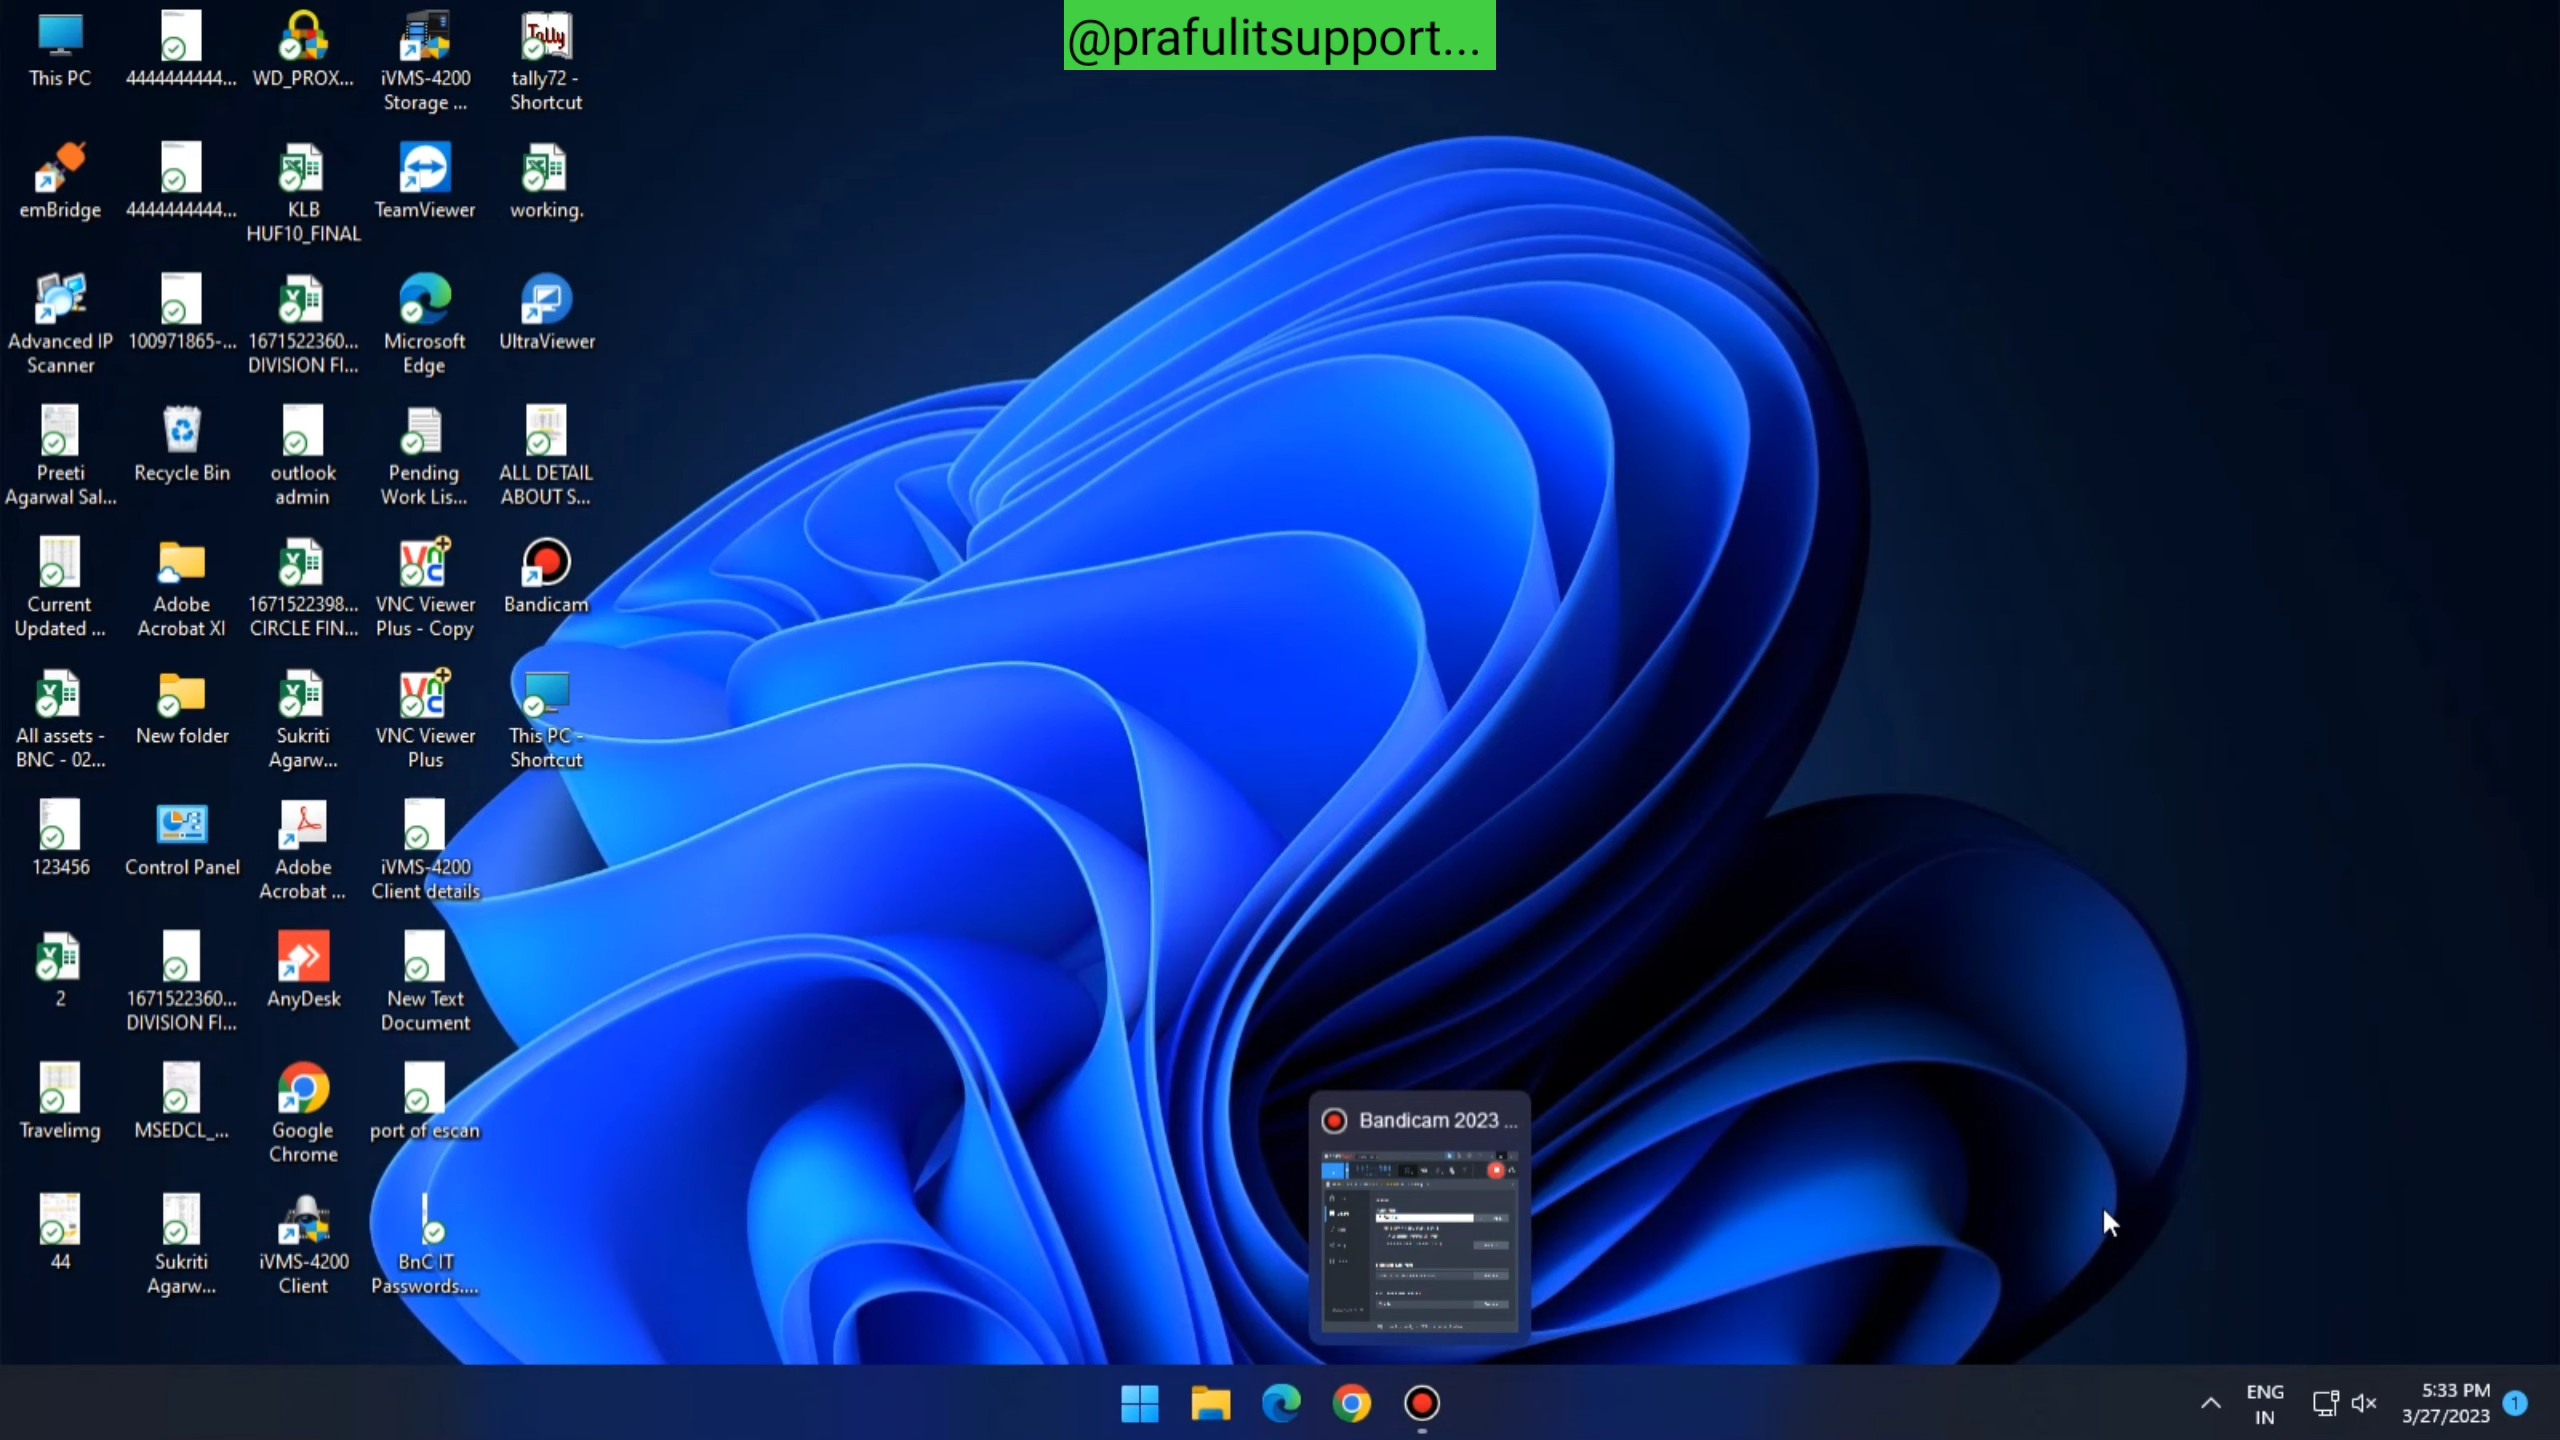 @prafulitsupport...
This PC
4444444444...
WD_PROX...
iVMS-4200
Storage ...
Tally
tally72 -
Shortcut
emBridge
4444444444...
KLB
HUF10_FINAL
TeamViewer
working.
Advanced IP
Scanner
100971865-...
1671522360...
DIVISION FI...
Microsoft
Edge
UltraViewer
Preeti
Agarwal Sal...
Recycle Bin
outlook
admin
Pending
Work Lis...
ALL DETAIL
ABOUT S...
Current
Updated ...
Adobe
Acrobat XI
1671522398...
CIRCLE FIN...
VNC Viewer
Plus - Copy
Bandicam
All assets -
BNC - 02...
New folder
Sukriti
Agarw...
VNC Viewer
Plus
This PC -
Shortcut
123456
Control Panel
Adobe
Acrobat ...
iVMS-4200
Client details
2
1671522360...
DIVISION FI...
AnyDesk
New Text
Document
Travelimg
MSEDCL_...
Google
Chrome
port of escan
44
Sukriti
Agarw...
iVMS-4200
Client
BnC IT
Passwords....
Bandicam 2023 ...
ENG
IN
5:33 PM
3/27/2023
1